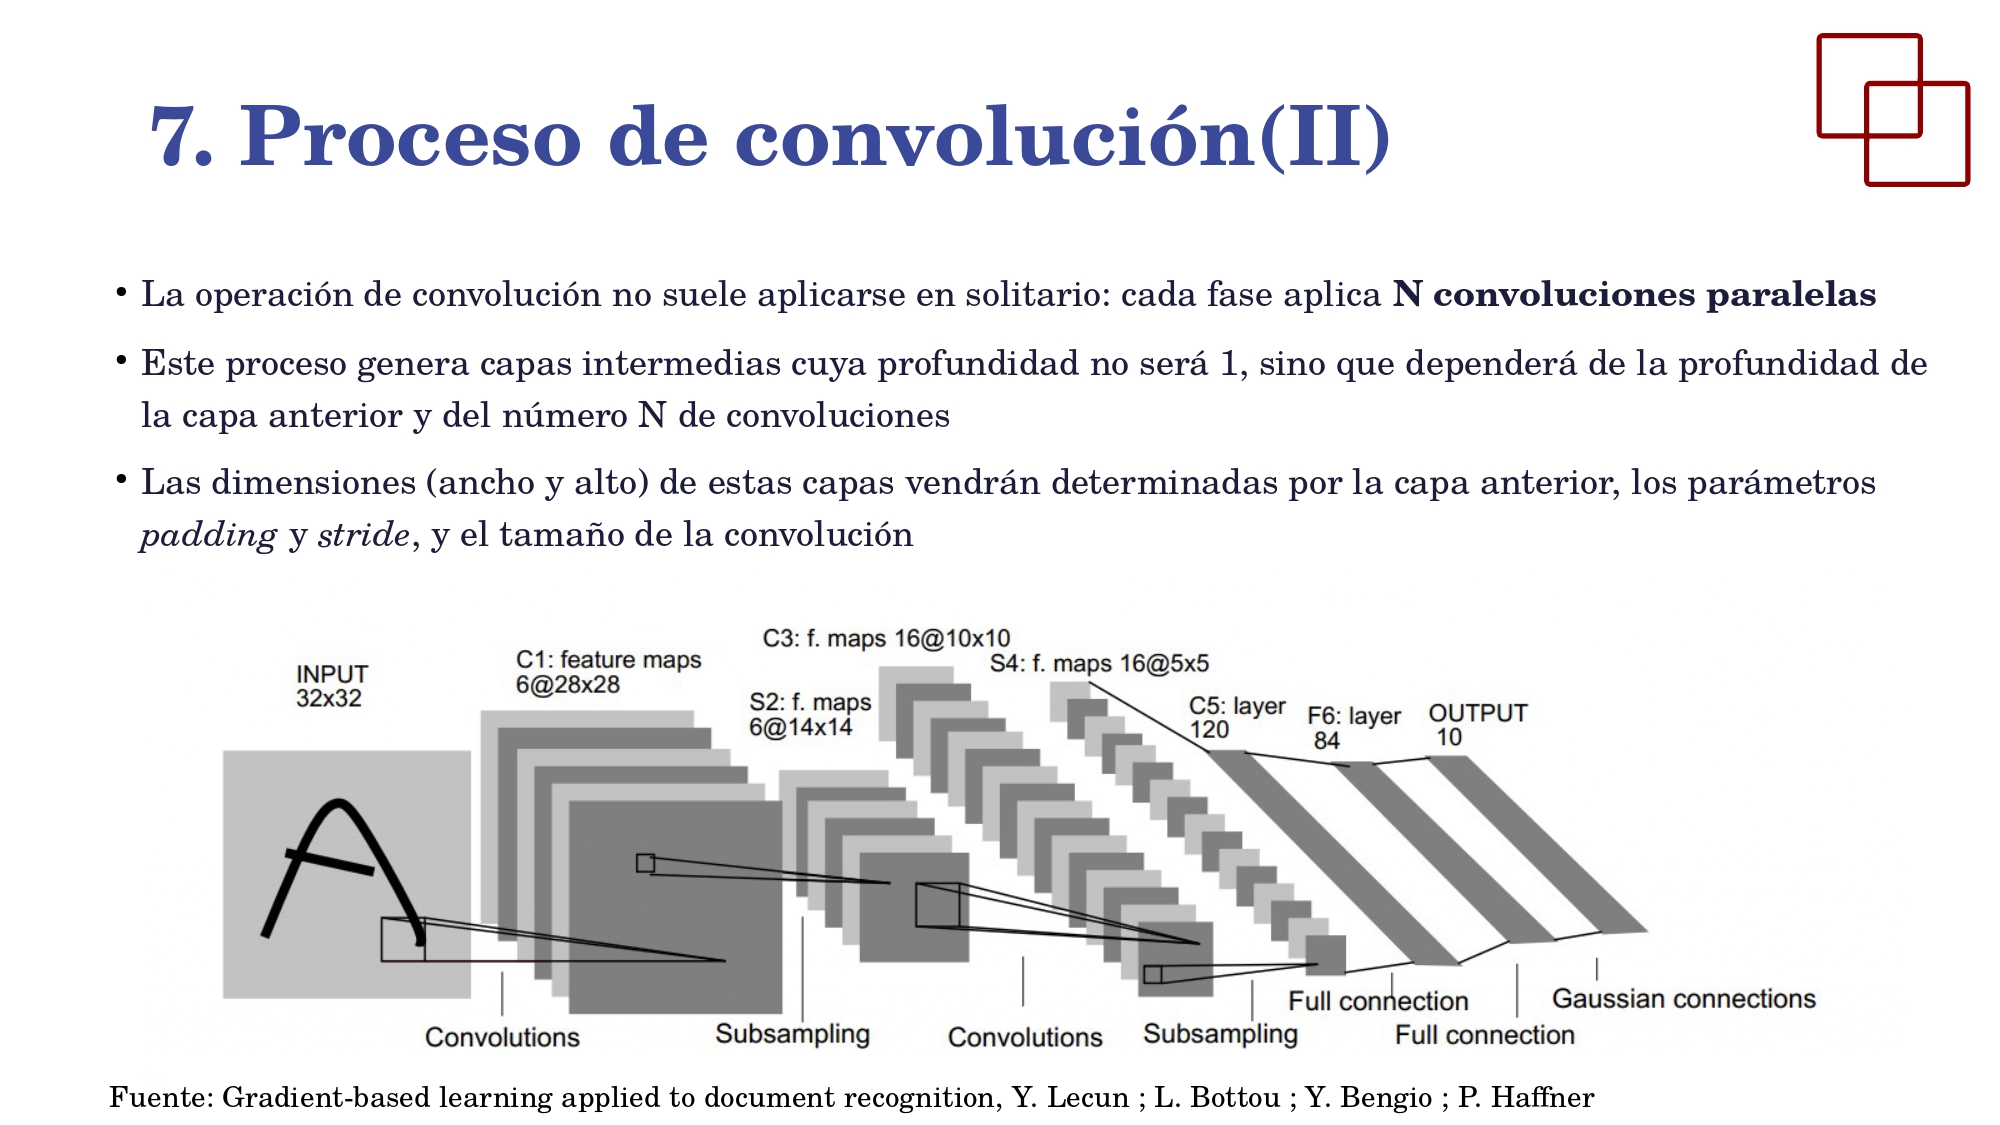 7. Proceso de convolución(II)
• La operación de convolución no suele aplicarse en solitario: cada fase aplica N convoluciones paralelas
• Este proceso genera capas intermedias cuya profundidad no será 1, sino que dependerá de la profundidad de
la capa anterior y del número N de convoluciones
• Las dimensiones (ancho y alto) de estas capas vendrán determinadas por la capa anterior, los parámetros
padding y stride, y el tamaño de la convolución
INPUT
32x32
C1: feature maps
6@28x28
S2: f. maps
6@14x14
C3: f. maps 16@10x10
S4: f. maps 16@5x5
C5: layer
120
F6: layer
84
OUTPUT
10
Convolutions
Subsampling
Convolutions
Subsampling
Full connection
Full connection
Gaussian connections
Fuente: Gradient-based learning applied to document recognition, Y. Lecun ; L. Bottou ; Y. Bengio ; P. Haffner